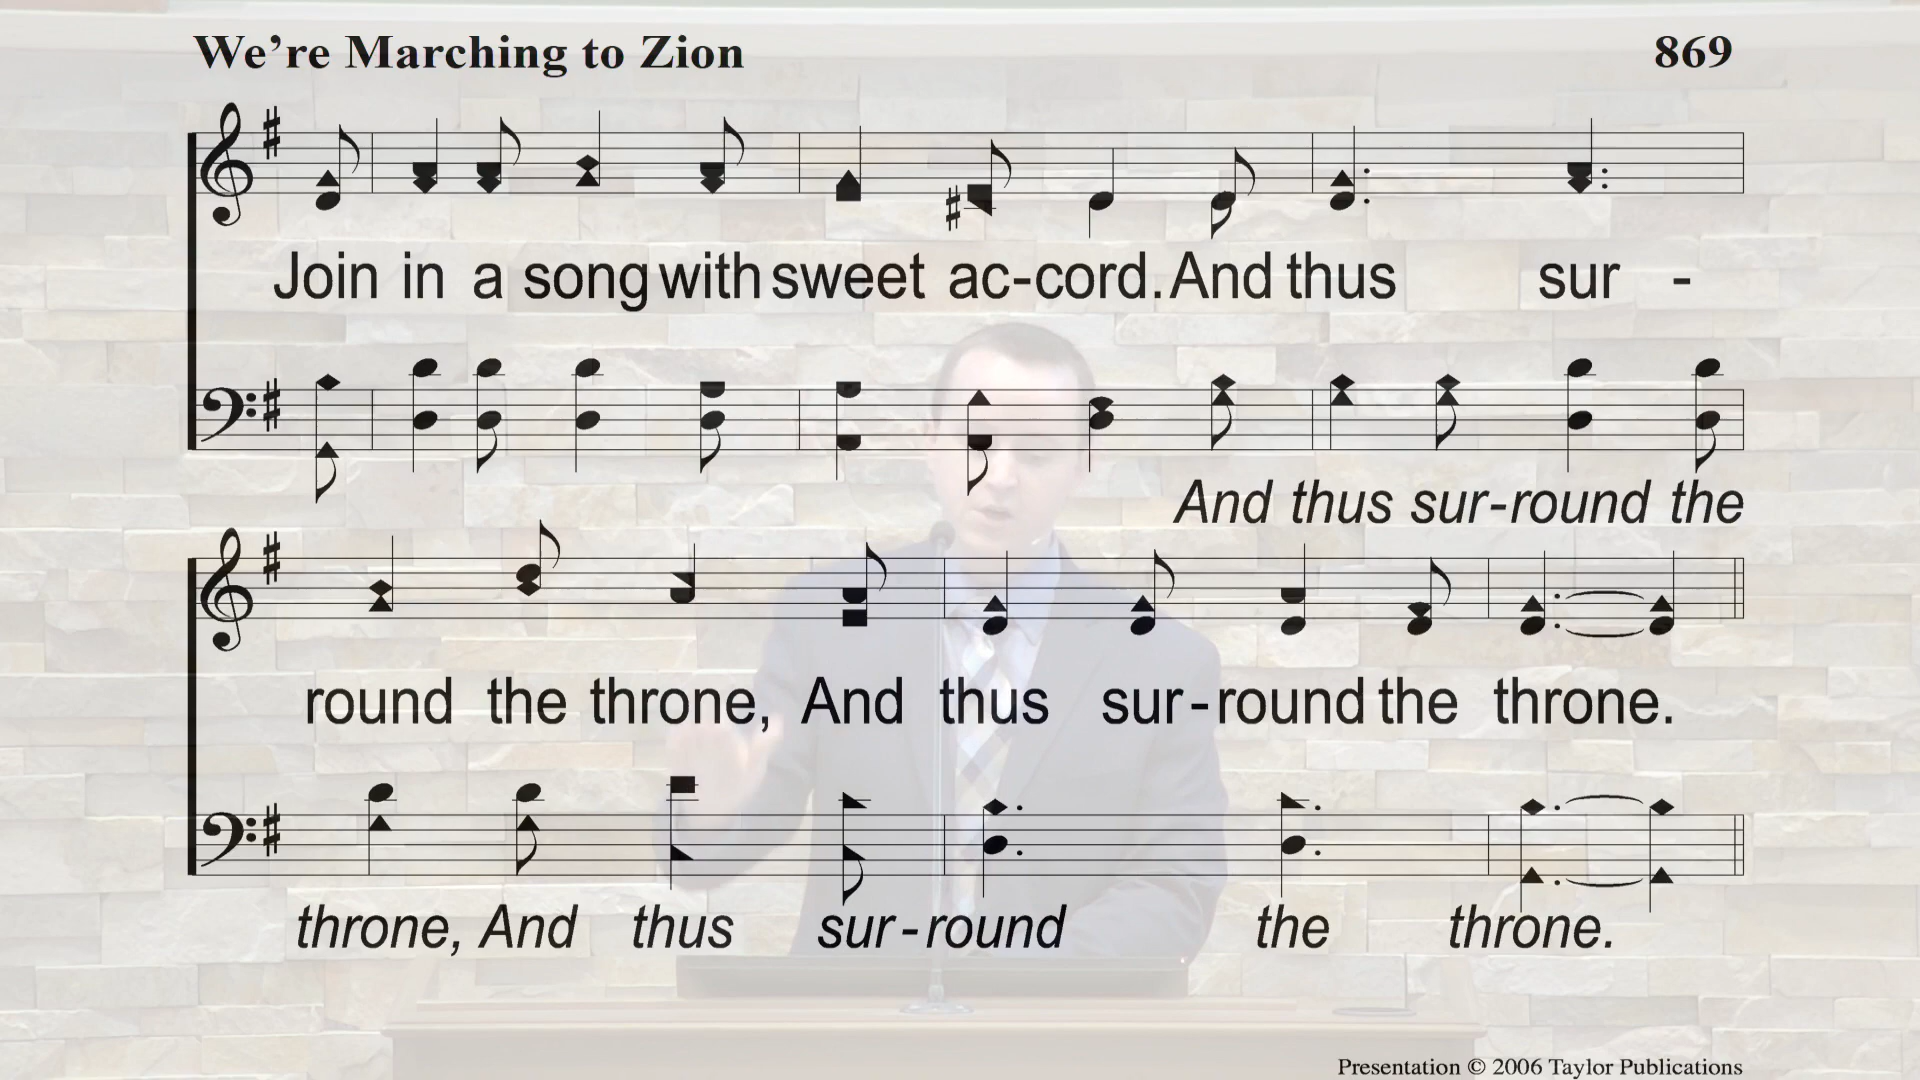 We’re Marching to Zion 869
Join in a song with sweet ac-cord. And thus sur -
And thus sur-round the
round the throne, And thus sur-round the throne.
throne, And thus sur-round the throne.
Presentation © 2006 Taylor Publications